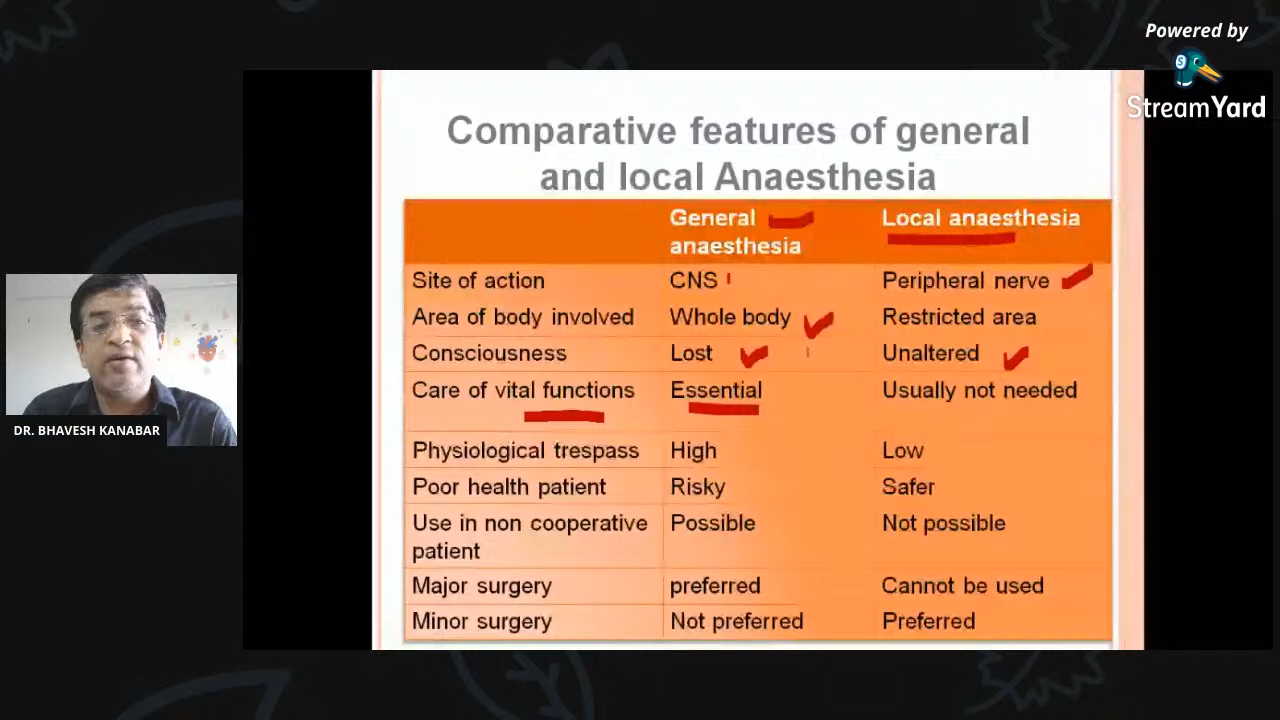 Powered by
StreamYard
Comparative features of general
and local Anaesthesia
General
anaesthesia
Local anaesthesia
Site of action
CNS
Peripheral nerve
Area of body involved
Whole body
Restricted area
Consciousness
Lost
Unaltered
Care of vital functions
Essential
Usually not needed
Physiological trespass
High
Low
Poor health patient
Risky
Safer
Use in non cooperative
patient
Possible
Not possible
Major surgery
preferred
Cannot be used
Minor surgery
Not preferred
Preferred
DR. BHAVESH KANABAR